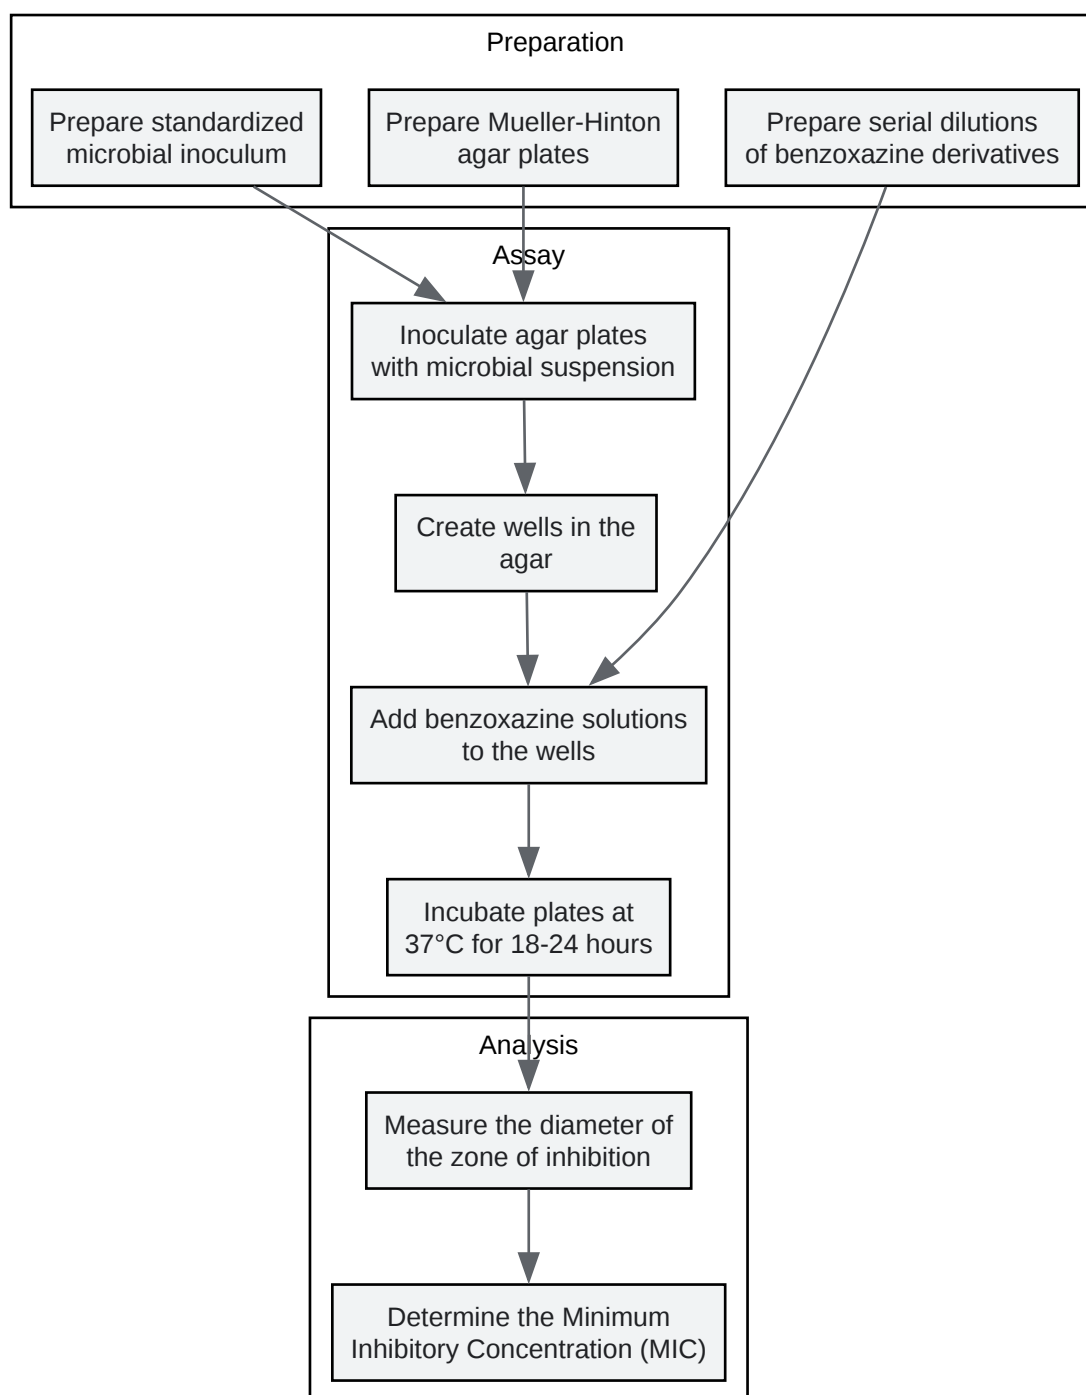 Preparation
Prepare standardized
microbial inoculum
Prepare Mueller-Hinton
agar plates
Prepare serial dilutions
of benzoxazine derivatives
Assay
Inoculate agar plates
with microbial suspension
Create wells in the
agar
Add benzoxazine solutions
to the wells
Incubate plates at
37°C for 18-24 hours
Analysis
Measure the diameter of
the zone of inhibition
Determine the Minimum
Inhibitory Concentration (MIC)